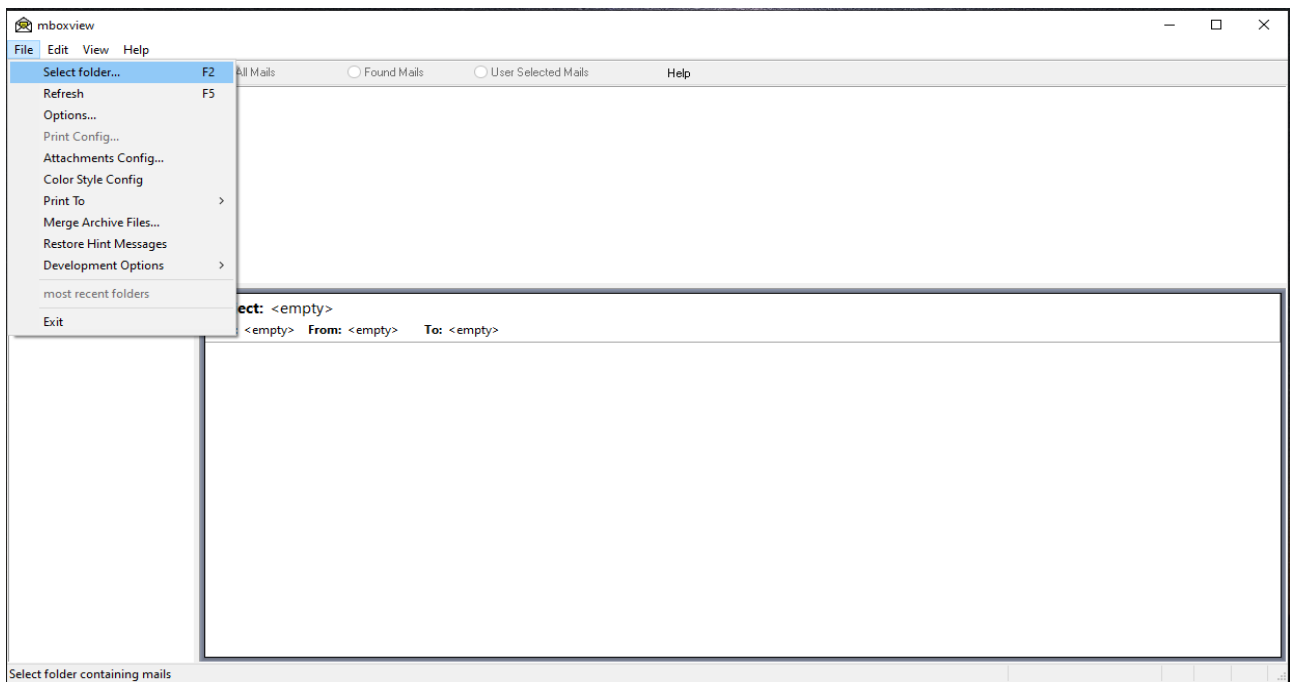 mboxview
File Edit View Help
Select folder... F2 All Mails Found Mails User Selected Mails Help
Refresh F5
Options...
Print Config...
Attachments Config...
Color Style Config
Print To >
Merge Archive Files...
Restore Hint Messages
Development Options >
most recent folders
Exit
ect: <empty>
: <empty> From: <empty> To: <empty>
Select folder containing mails